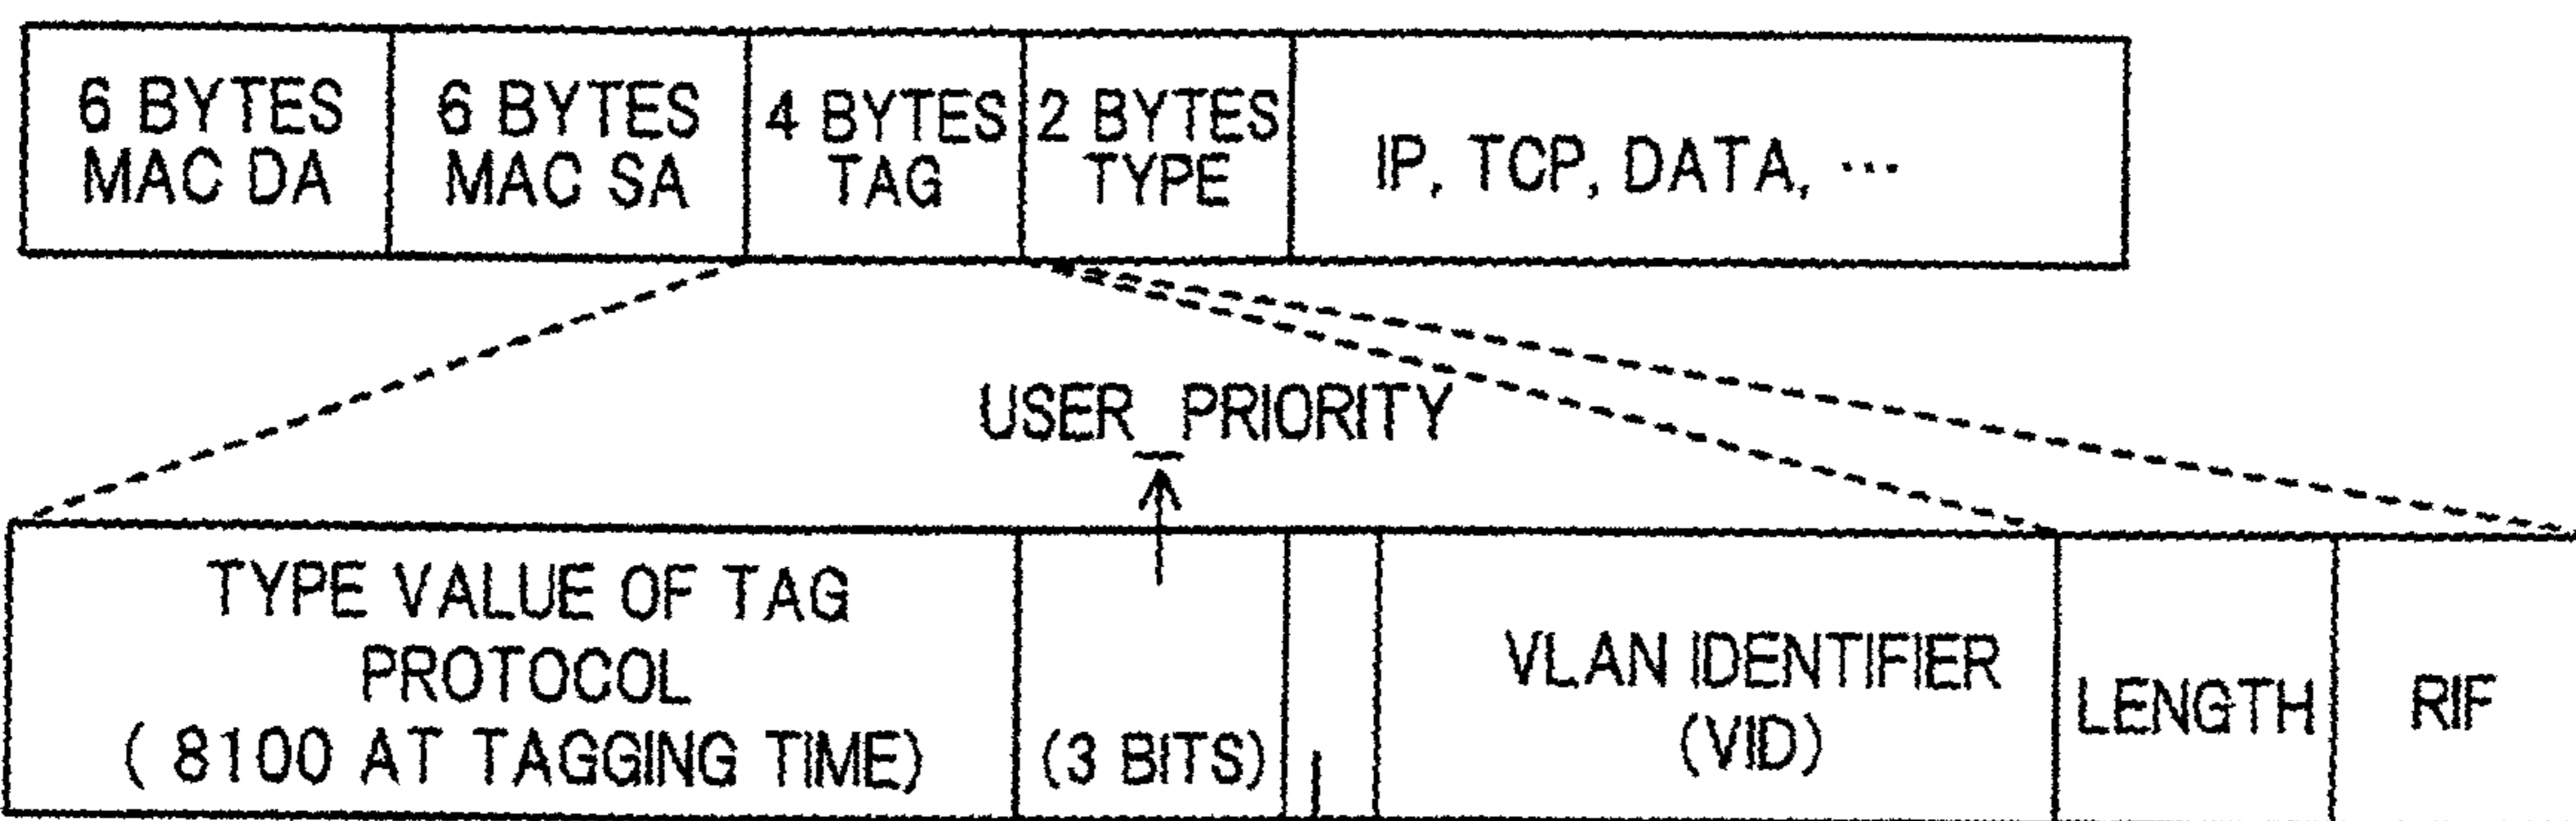 6 BYTES
MAC DA
6 BYTES
MAC SA
4 BYTES
TAG
2 BYTES
TYPE
IP, TCP, DATA, ...
USER_PRIORITY
TYPE VALUE OF TAG
PROTOCOL
( 8100 AT TAGGING TIME)
(3 BITS)
VLAN IDENTIFIER
(VID)
LENGTH
RIF